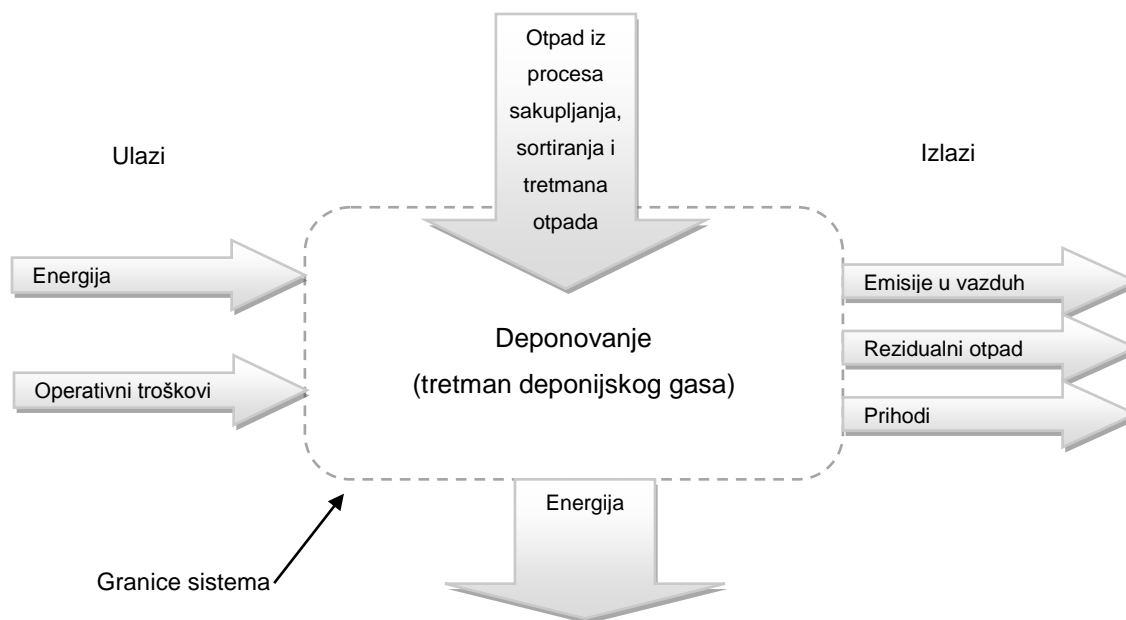 Otpad iz
procesa
sakupljanja,
sortiranja i
tretmana
otpada
Ulazi
Izlazi
Energija
Operativni troškovi
Deponovanje
(tretman deponijskog gasa)
Emisije u vazduh
Rezidualni otpad
Prihodi
Energija
Granice sistema